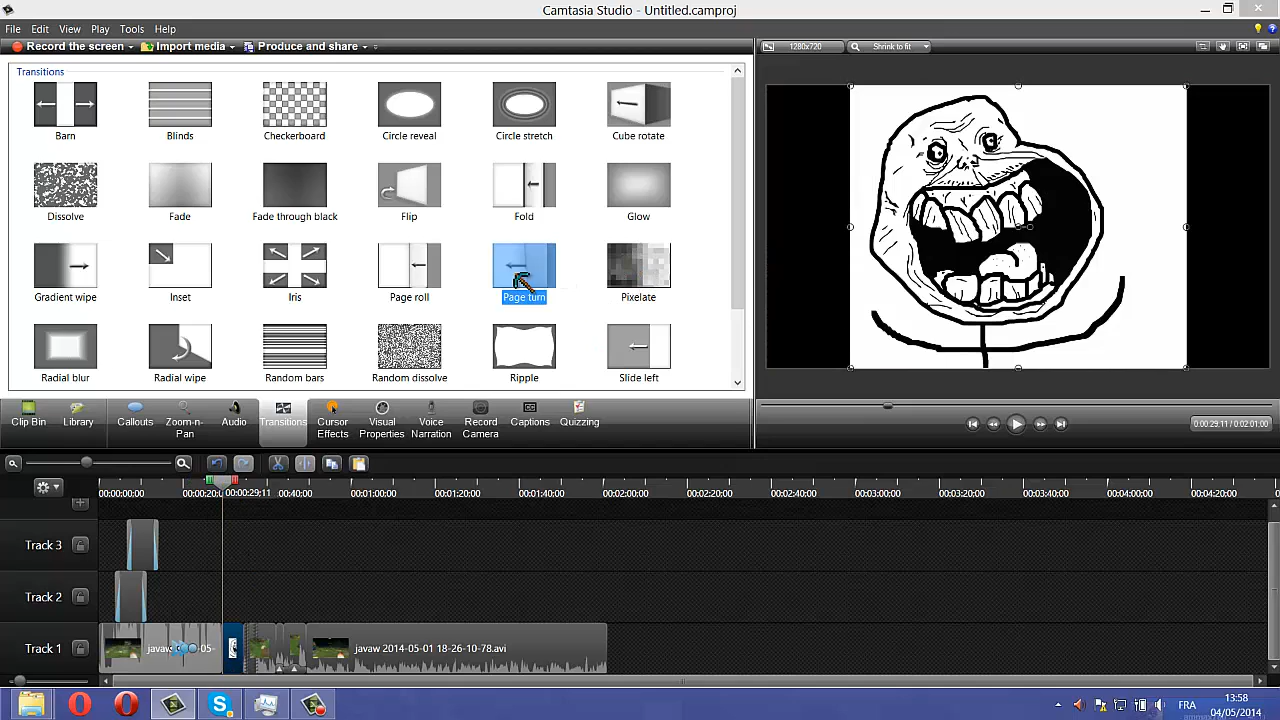 Camtasia Studio - Untitled.camproj
File Edit View Play Tools Help
Record the screen Import media Produce and share
1280x720 Shrink to fit
Transitions
Barn Blinds Checkerboard Circle reveal Circle stretch Cube rotate
Dissolve Fade Fade through black Flip Fold Glow
Gradient wipe Inset Iris Page roll Page turn Pixelate
Radial blur Radial wipe Random bars Random dissolve Ripple Slide left
Clip Bin Library Callouts Zoom-n-Pan Audio Transitions Cursor Effects Visual Properties Voice Narration Record Camera Captions Quizzing
0:00:29:11 / 0:02:01:00
00:00:00:00 00:00:29:11 00:01:00:00 00:01:20:00 00:01:40:00 00:02:00:00 00:02:20:00 00:02:40:00 00:03:00:00 00:03:20:00 00:03:40:00 00:04:00:00 00:04:20:00
Track 3
Track 2
Track 1
javaw 2014-05-01 18-26-10-78.avi
FR
13:58
04/05/2014